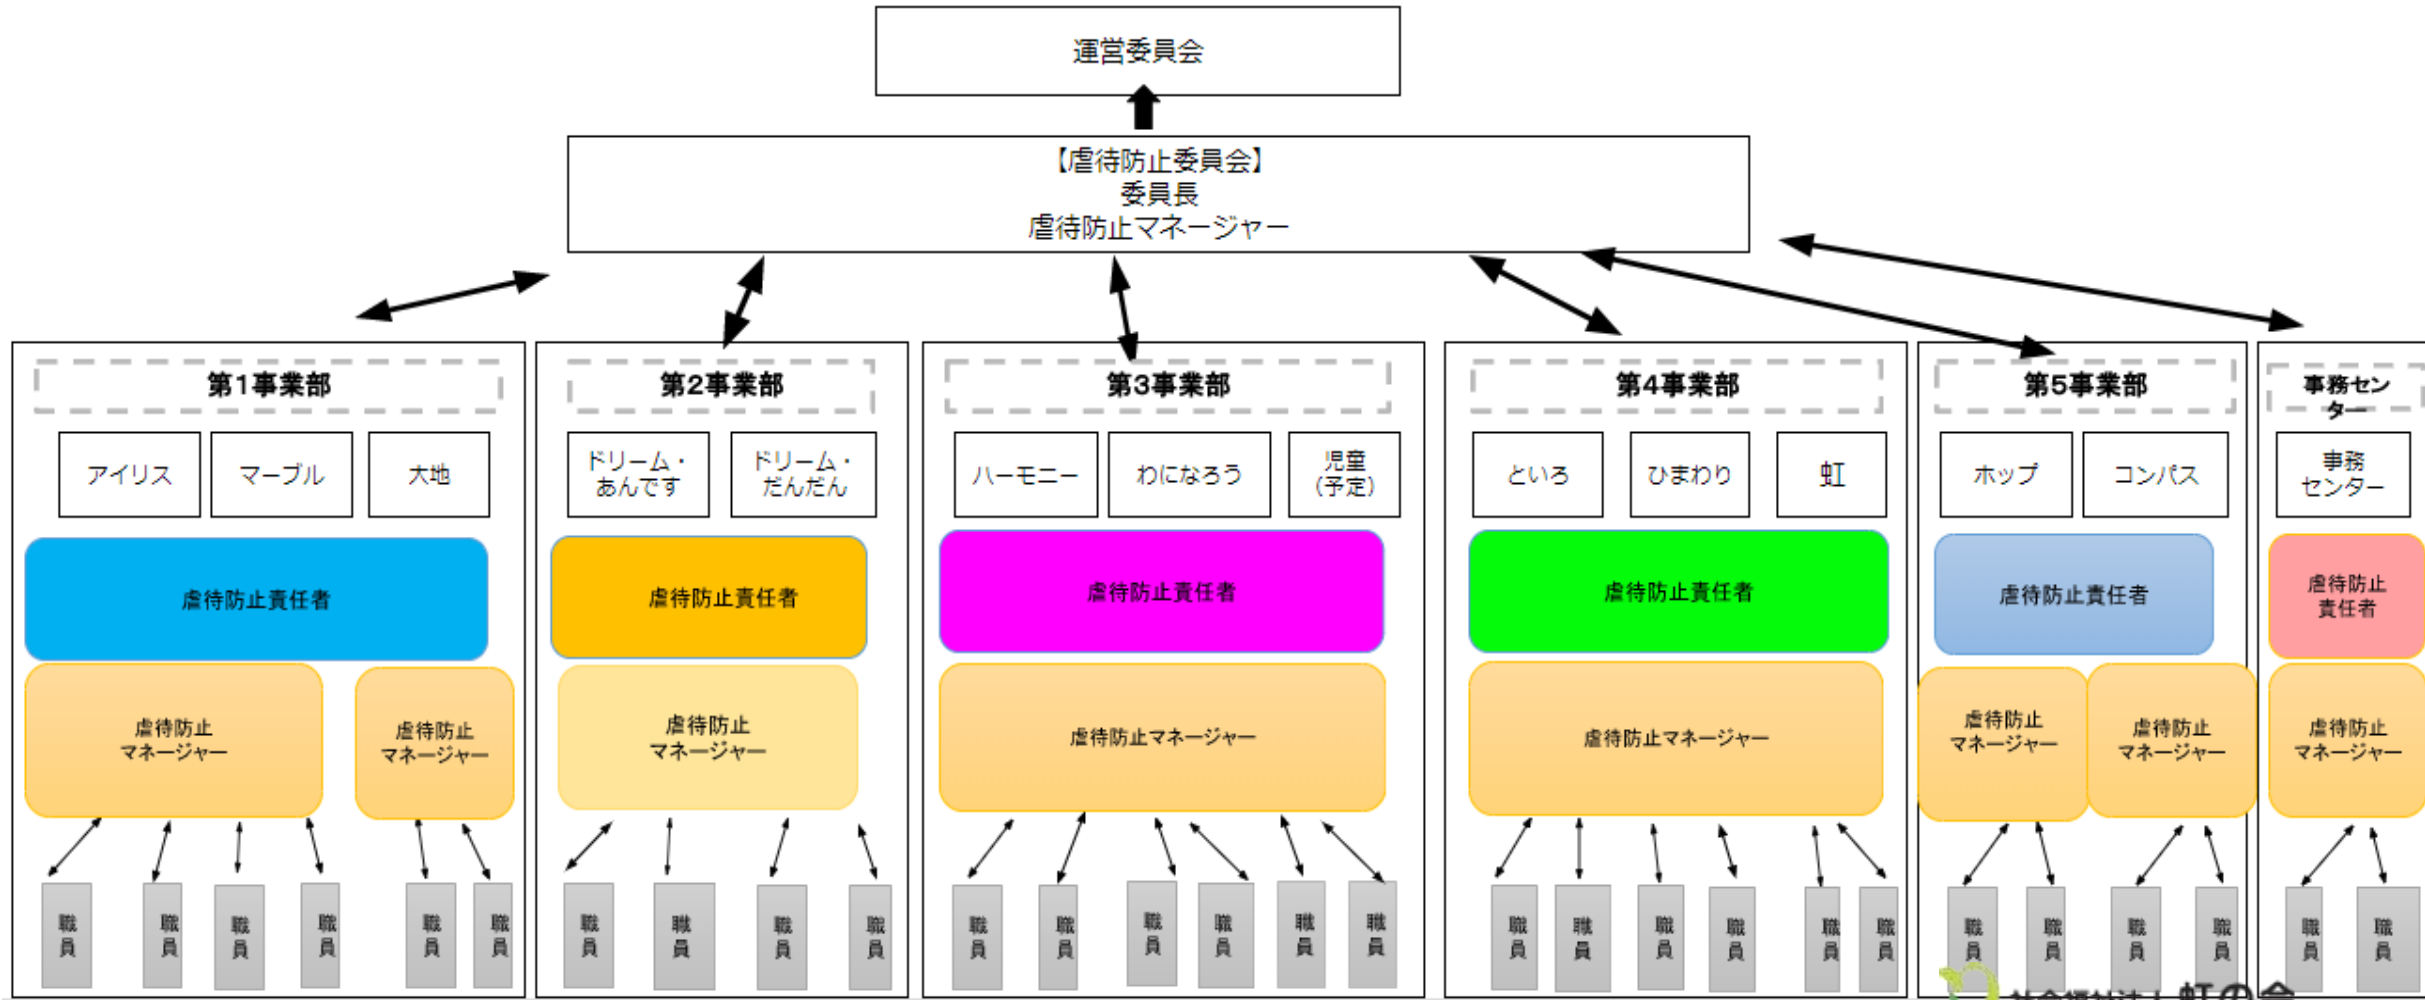 運営委員会
【虐待防止委員会】
委員長
虐待防止マネージャー
第1事業部
アイリス
マーブル
大地
虐待防止責任者
虐待防止
マネージャー
虐待防止
マネージャー
職
員
職
員
職
員
職
員
職
員
職
員
第2事業部
ドリーム・
あんです
ドリーム・
だんだん
虐待防止責任者
虐待防止
マネージャー
職
員
職
員
職
員
職
員
第3事業部
ハーモニー
わになろう
児童
（予定）
虐待防止責任者
虐待防止マネージャー
職
員
職
員
職
員
職
員
職
員
職
員
第4事業部
といろ
ひまわり
虹
虐待防止責任者
虐待防止マネージャー
職
員
職
員
職
員
職
員
職
員
職
員
第5事業部
ホップ
コンパス
虐待防止責任者
虐待防止
マネージャー
虐待防止
マネージャー
職
員
職
員
職
員
職
員
事務セン
ター
事務
センター
虐待防止
責任者
虐待防止
マネージャー
職
員
職
員
社会福祉法人 虹の会